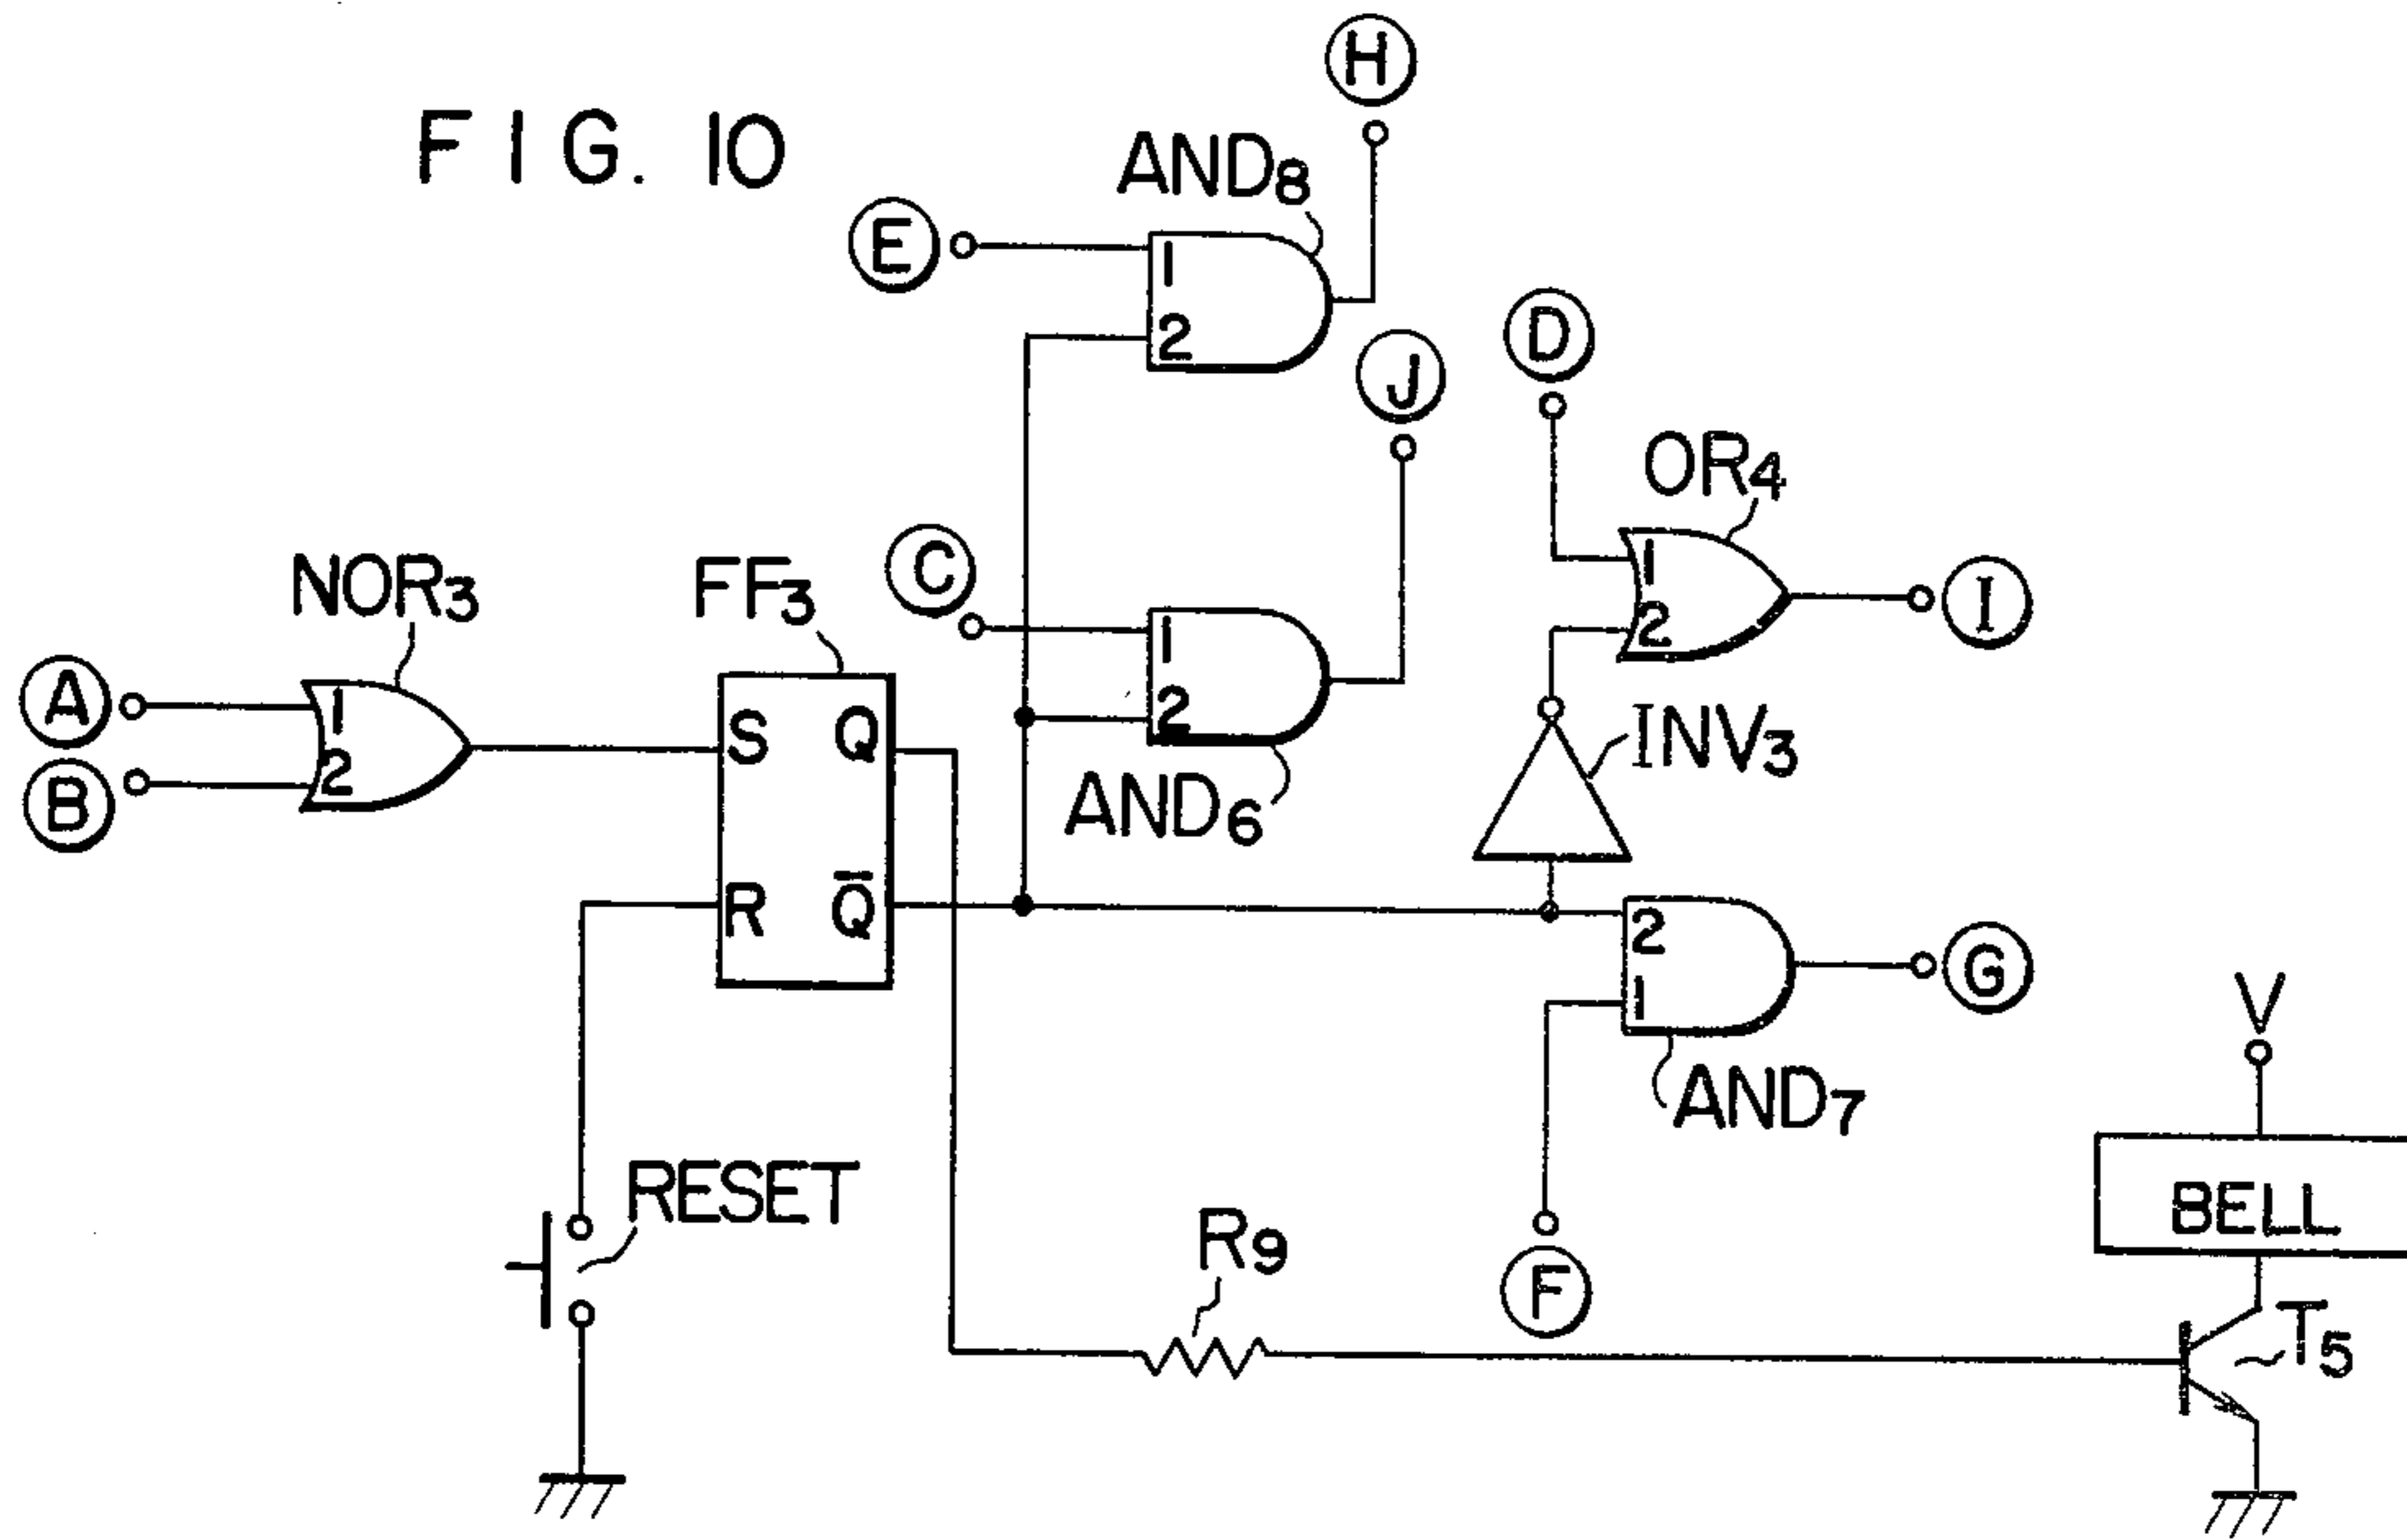 FIG. 10
H
AND8
E
1
2
J
D
OR4
1
2
I
C
1
2
AND6
NOR3
FF3
A
B
1
2
S Q
R Q̅
INV3
2
1
G
AND7
V
RESET
R9
F
BELL
T5